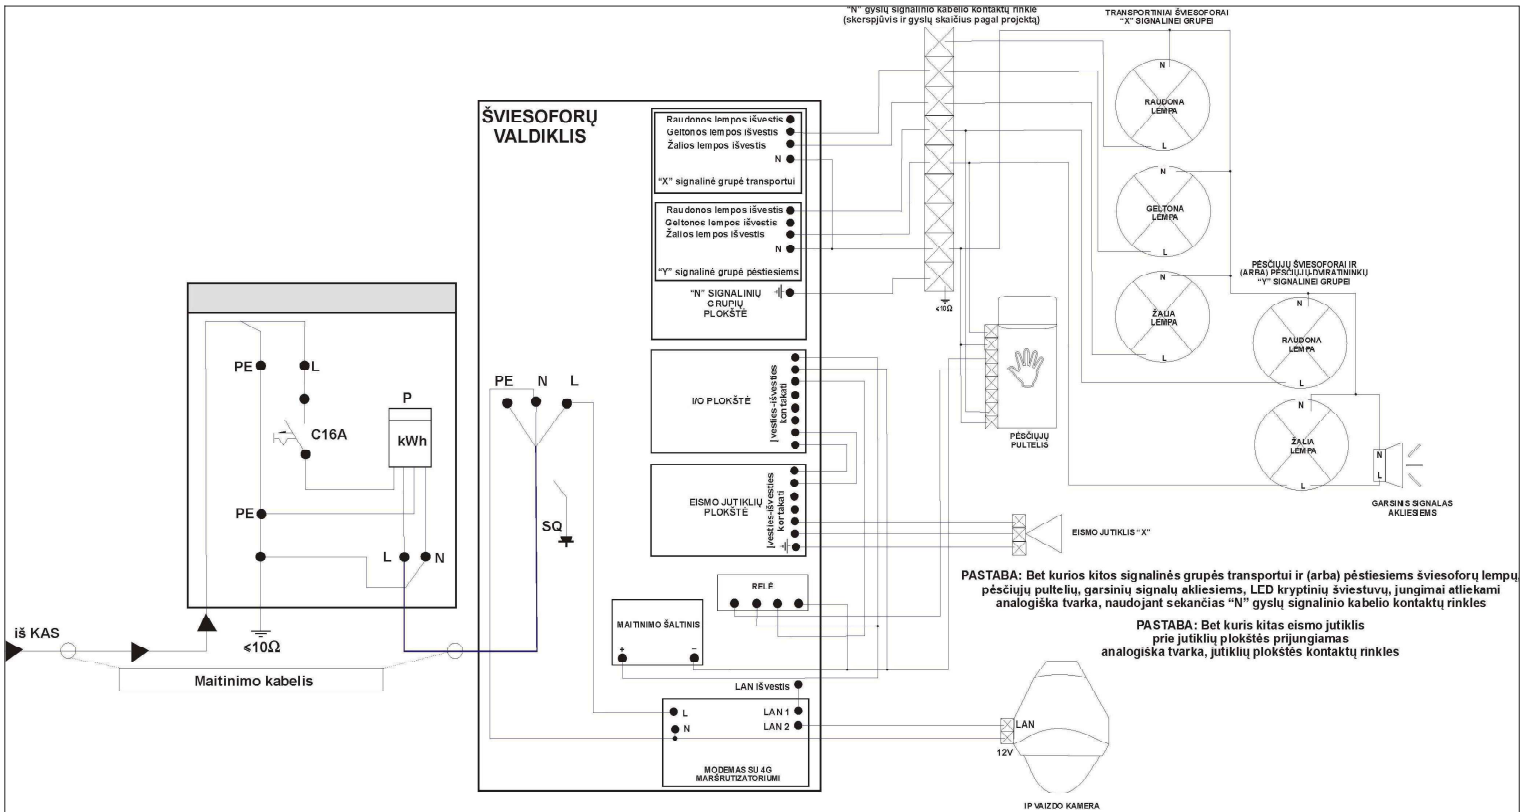 "N" gyslų signalinio kabelio kontaktų rinklė
(skerspjūvis ir gyslų skaičius pagal projektą)
TRANSPORTINIAI ŠVIESOFORAI
"X" SIGNALINEI GRUPEI
N
RAUDONA
LEMPA
L
N
GELTONA
LEMPA
L
N
ŽALIA
LEMPA
L
PĖSČIŲJŲ ŠVIESOFORAI IR
(ARBA) PĖSČIŲJŲ-DVIRATININKŲ
"Y" SIGNALINEI GRUPEI
N
RAUDONA
LEMPA
L
N
ŽALIA
LEMPA
L
N
L
GARSINIS SIGNALAS
AKLIESIEMS
≤10Ω
PĖSČIŲJŲ
PULTELIS
ŠVIESOFORŲ
VALDIKLIS
Raudonos lempos išvestis
Geltonos lempos išvestis
Žalios lempos išvestis
N
"X" signalinė grupė transportui
Raudonos lempos išvestis
Geltonos lempos išvestis
Žalios lempos išvestis
N
"Y" signalinė grupė pėstiesiems
"N" SIGNALINIŲ
GRUPIŲ
PLOKŠTĖ
I/O PLOKŠTĖ
Įvesties-išvesties
kontakati
EISMO JUTIKLIŲ
PLOKŠTĖ
Įvesties-išvesties
kontakati
EISMO JUTIKLIS "X"
RELĖ
MAITINIMO ŠALTINIS
+
−
LAN išvestis
L
N
LAN 1
LAN 2
MODEMAS SU 4G
MARŠRUTIZATORIUMI
PE N L
SQ
PE
L
C16A
P
kWh
PE
L
N
≤10Ω
iš KAS
Maitinimo kabelis
PASTABA: Bet kurios kitos signalinės grupės transportui ir (arba) pėstiesiems šviesoforų lempų,
pėsčiųjų pultelių, garsinių signalų akliesiems, LED kryptinių šviestuvų, jungimai atliekami
analogiška tvarka, naudojant sekančias "N" gyslų signalinio kabelio kontaktų rinkles
PASTABA: Bet kuris kitas eismo jutiklis
prie jutiklių plokštės prijungiamas
analogiška tvarka, jutiklių plokštės kontaktų rinkles
LAN
12V
IP VAIZDO KAMERA